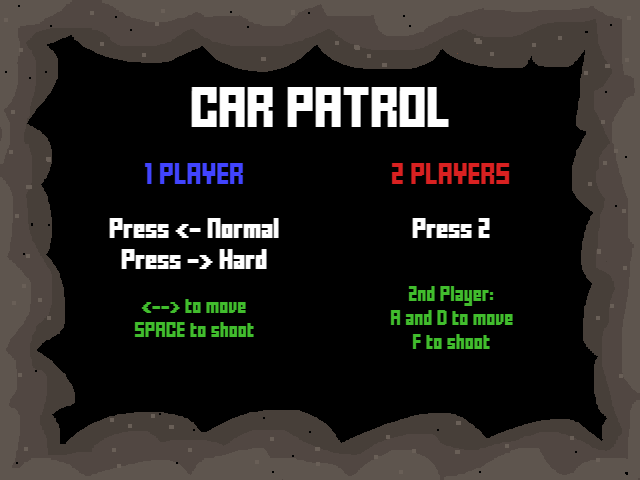 CAR PATROL
1 PLAYER
Press <- Normal
Press -> Hard
<--> to move
SPACE to shoot
2 PLAYERS
Press 2
2nd Player:
A and D to move
F to shoot